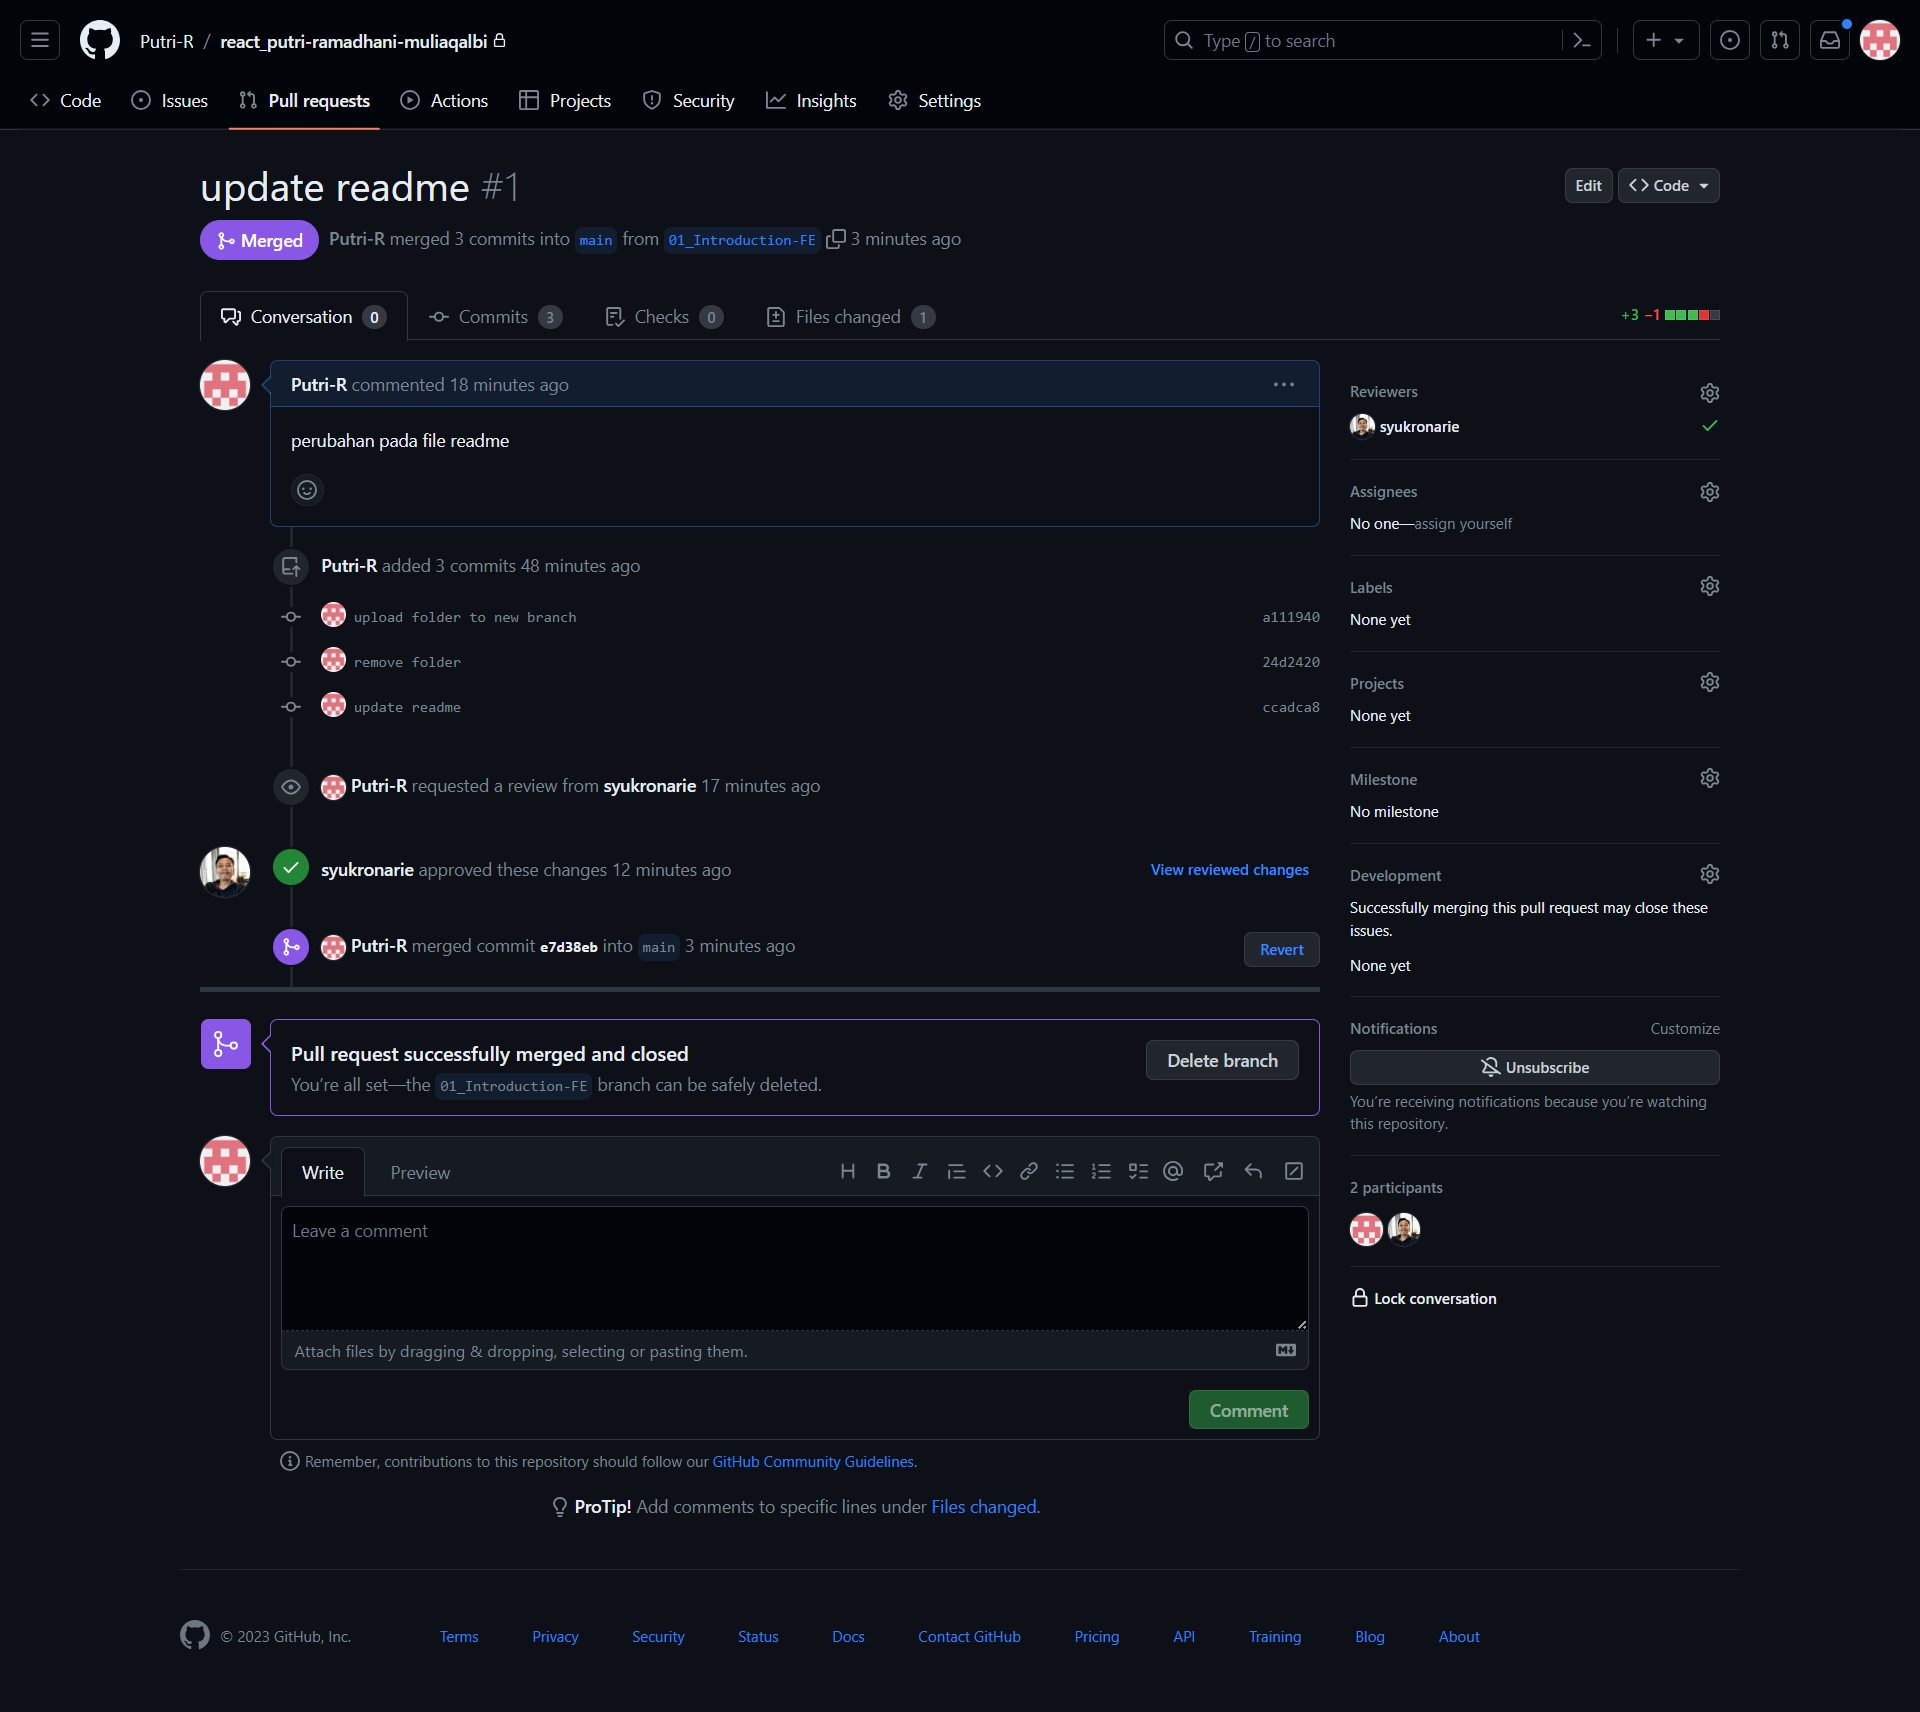 Putri-R / react_putri-ramadhani-muliaqalbi
Type / to search
Code Issues Pull requests Actions Projects Security Insights Settings
update readme #1
Edit
Code
Merged
Putri-R merged 3 commits into main from 01_Introduction-FE 3 minutes ago
Conversation 0
Commits 3
Checks 0
Files changed 1
+3 −1
Putri-R commented 18 minutes ago
perubahan pada file readme
Putri-R added 3 commits 48 minutes ago
upload folder to new branch a111940
remove folder 24d2420
update readme ccadca8
Putri-R requested a review from syukronarie 17 minutes ago
syukronarie approved these changes 12 minutes ago
View reviewed changes
Putri-R merged commit e7d38eb into main 3 minutes ago
Revert
Pull request successfully merged and closed
You're all set—the 01_Introduction-FE branch can be safely deleted.
Delete branch
Write Preview
Leave a comment
Attach files by dragging & dropping, selecting or pasting them.
Comment
Remember, contributions to this repository should follow our GitHub Community Guidelines.
ProTip! Add comments to specific lines under Files changed.
Reviewers
syukronarie
Assignees
No one—assign yourself
Labels
None yet
Projects
None yet
Milestone
No milestone
Development
Successfully merging this pull request may close these
issues.
None yet
Notifications Customize
Unsubscribe
You're receiving notifications because you're watching
this repository.
2 participants
Lock conversation
© 2023 GitHub, Inc. Terms Privacy Security Status Docs Contact GitHub Pricing API Training Blog About